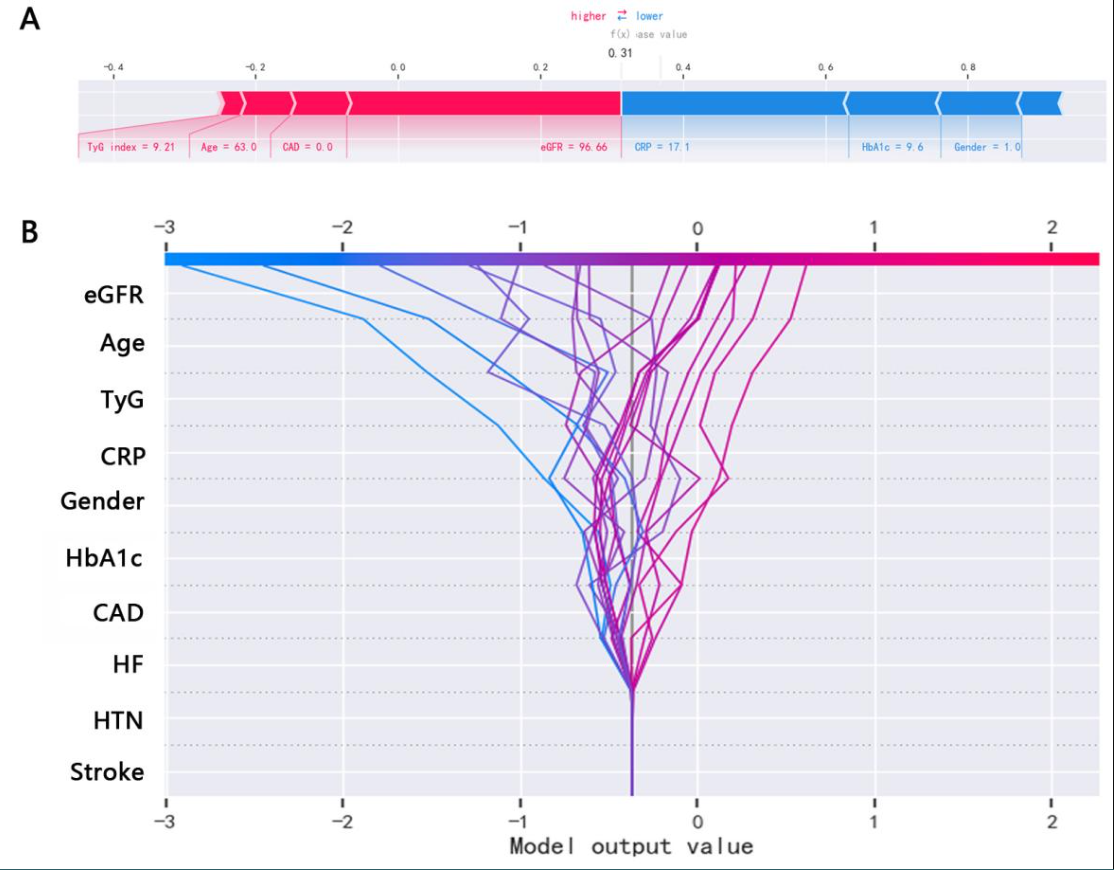 A
higher ⇄ lower
f(x) ase value
0.31
-0.4 -0.2 0.0 0.2 0.4 0.6 0.8
TyG index = 9.21 Age = 63.0 CAD = 0.0 eGFR = 96.66 CRP = 17.1 HbA1c = 9.6 Gender = 1.0
B
−3 −2 −1 0 1 2
eGFR
Age
TyG
CRP
Gender
HbA1c
CAD
HF
HTN
Stroke
−3 −2 −1 0 1 2
Model output value